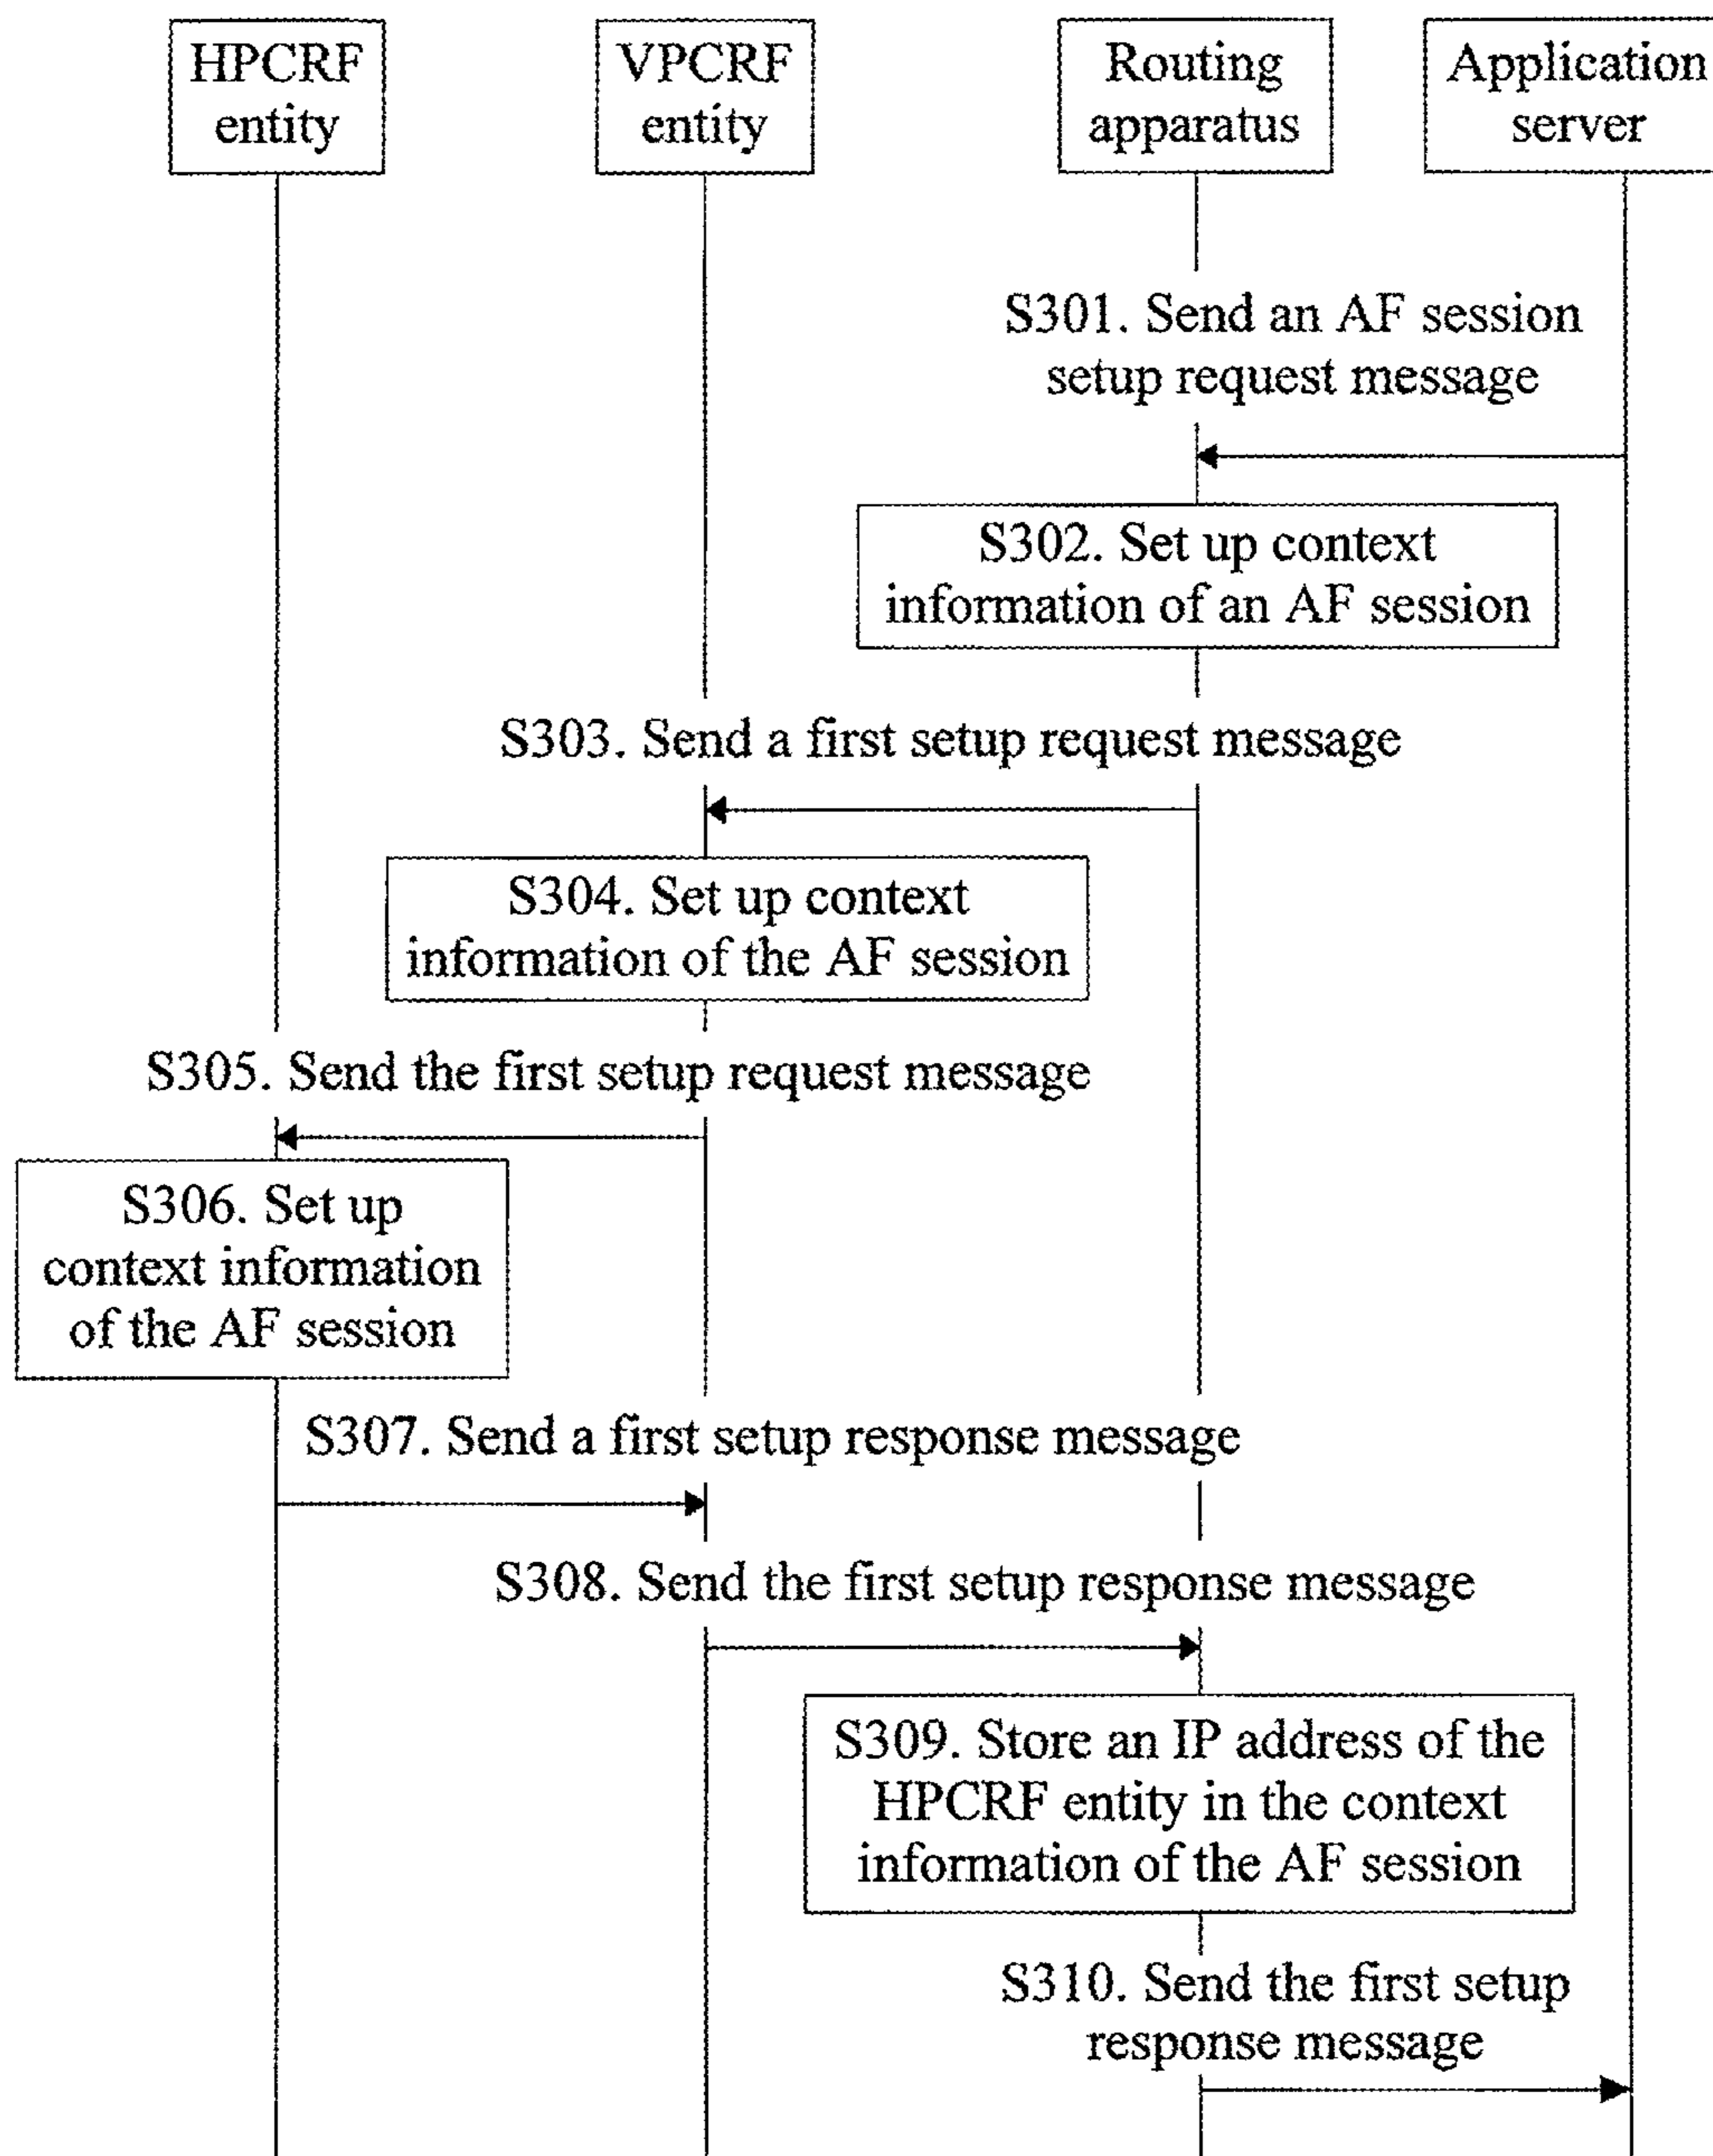 HPCRF
entity
VPCRF
entity
Routing
apparatus
Application
server
S301. Send an AF session
setup request message
S302. Set up context
information of an AF session
S303. Send a first setup request message
S304. Set up context
information of the AF session
S305. Send the first setup request message
S306. Set up
context information
of the AF session
S307. Send a first setup response message
S308. Send the first setup response message
S309. Store an IP address of the
HPCRF entity in the context
information of the AF session
S310. Send the first setup
response message